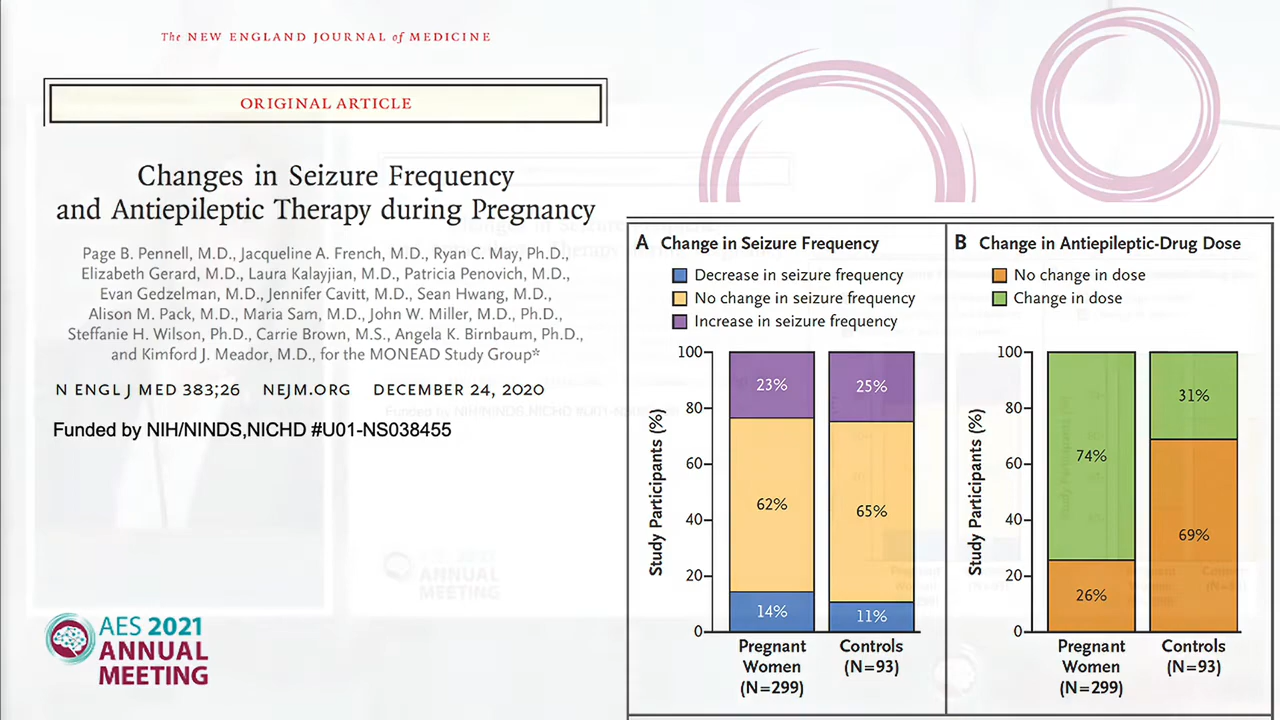 The NEW ENGLAND JOURNAL of MEDICINE
ORIGINAL ARTICLE
Changes in Seizure Frequency
and Antiepileptic Therapy during Pregnancy
Page B. Pennell, M.D., Jacqueline A. French, M.D., Ryan C. May, Ph.D.,
Elizabeth Gerard, M.D., Laura Kalayjian, M.D., Patricia Penovich, M.D.,
Evan Gedzelman, M.D., Jennifer Cavitt, M.D., Sean Hwang, M.D.,
Alison M. Pack, M.D., Maria Sam, M.D., John W. Miller, M.D., Ph.D.,
Steffanie H. Wilson, Ph.D., Carrie Brown, M.S., Angela K. Birnbaum, Ph.D.,
and Kimford J. Meador, M.D., for the MONEAD Study Group*
N ENGL J MED 383;26 NEJM.ORG DECEMBER 24, 2020
Funded by NIH/NINDS,NICHD #U01-NS038455
AES 2021
ANNUAL
MEETING
A Change in Seizure Frequency
Decrease in seizure frequency
No change in seizure frequency
Increase in seizure frequency
Study Participants (%)
100
80
60
40
20
0
23%
62%
14%
25%
65%
11%
Pregnant
Women
(N=299)
Controls
(N=93)
B Change in Antiepileptic-Drug Dose
No change in dose
Change in dose
Study Participants (%)
100
80
60
40
20
0
74%
26%
31%
69%
Pregnant
Women
(N=299)
Controls
(N=93)